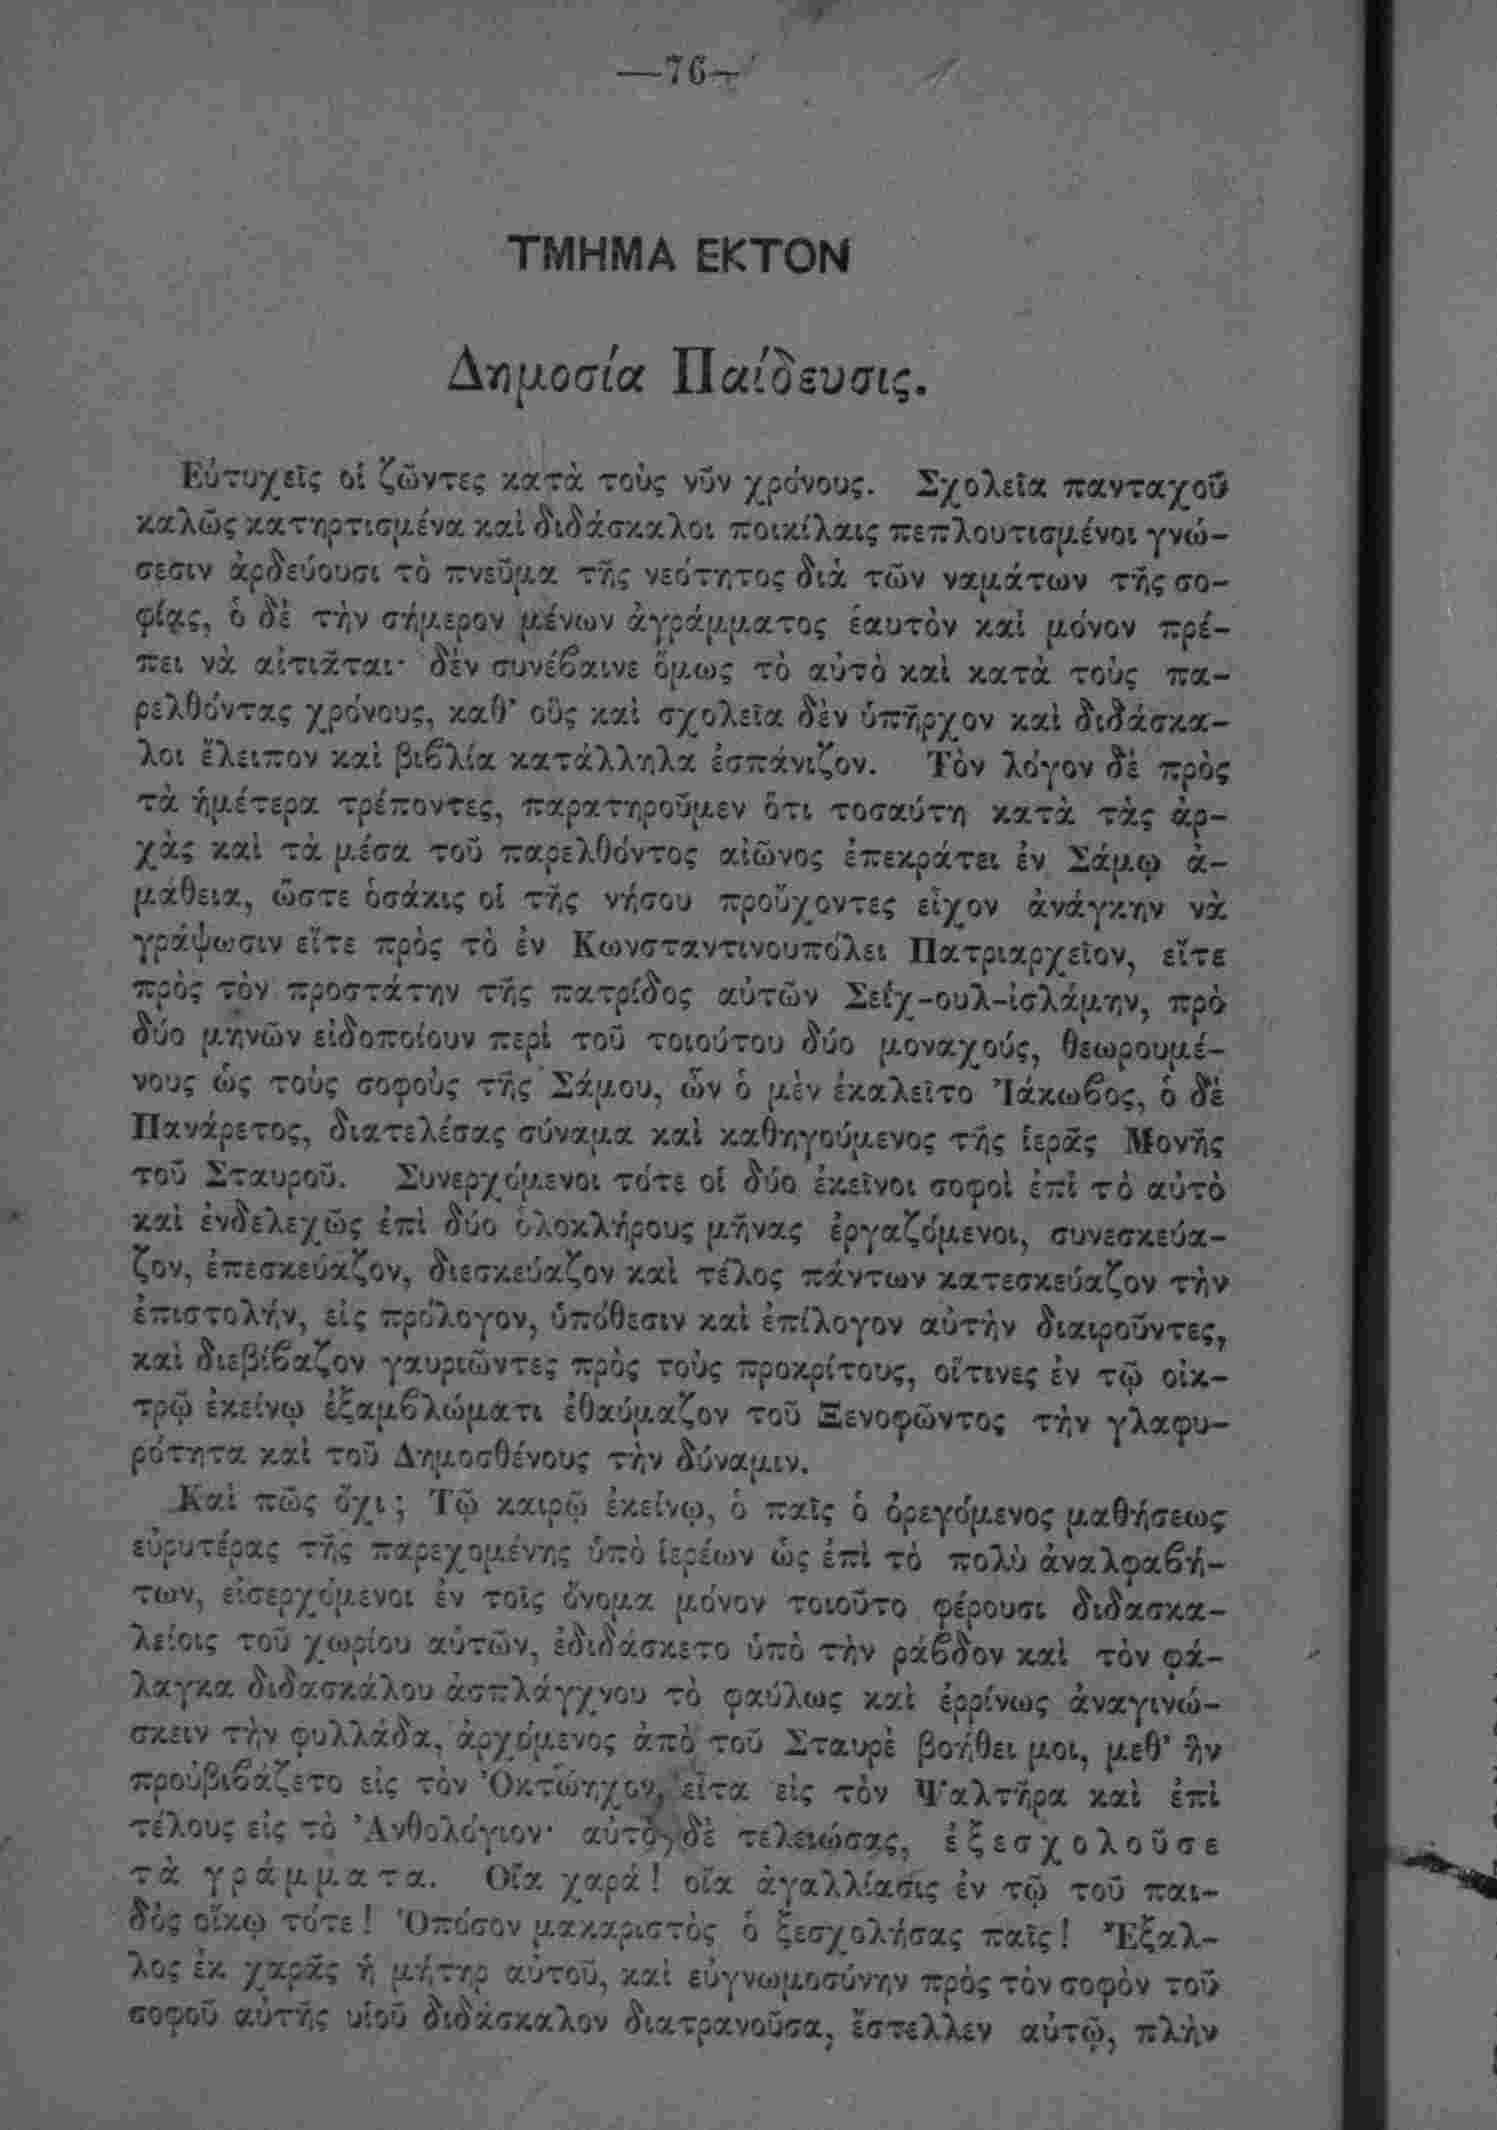 —76—
ΤΜΗΜΑ ΕΚΤΟΝ
Δημοσία Παίδευσις.
Εὐτυχεῖς οἱ ζῶντες κατὰ τοὺς νῦν χρόνους. Σχολεῖα πανταχοῦ
καλῶς κατηρτισμένα καὶ διδάσκαλοι ποικίλαις πεπλουτισμένοι γνώ-
σεσιν ἀρδεύουσι τὸ πνεῦμα τῆς νεότητος διὰ τῶν ναμάτων τῆς σο-
φίας, ὁ δὲ τὴν σήμερον μένων ἀγράμματος ἑαυτὸν καὶ μόνον πρέ-
πει νὰ αἰτιᾶται· δὲν συνέβαινε ὅμως τὸ αὐτὸ καὶ κατὰ τοὺς πα-
ρελθόντας χρόνους, καθ' οὓς καὶ σχολεῖα δὲν ὑπῆρχον καὶ διδάσκα-
λοι ἔλειπον καὶ βιβλία κατάλληλα ἐσπάνιζον. Τὸν λόγον δὲ πρὸς
τὰ ἡμέτερα τρέποντες, παρατηροῦμεν ὅτι τοσαύτη κατὰ τὰς ἀρ-
χὰς καὶ τὰ μέσα τοῦ παρελθόντος αἰῶνος ἐπεκράτει ἐν Σάμῳ ἀ-
μάθεια, ὥστε ὁσάκις οἱ τῆς νήσου προὔχοντες εἶχον ἀνάγκην νὰ
γράψωσιν εἴτε πρὸς τὸ ἐν Κωνσταντινουπόλει Πατριαρχεῖον, εἴτε
πρὸς τὸν προστάτην τῆς πατρίδος αὐτῶν Σεΐχ-ουλ-ἰσλάμην, πρὸ
δύο μηνῶν εἰδοποίουν περὶ τοῦ τοιούτου δύο μοναχούς, θεωρουμέ-
νους ὡς τοὺς σοφοὺς τῆς Σάμου, ὧν ὁ μὲν ἐκαλεῖτο Ἰάκωβος, ὁ δὲ
Πανάρετος, διατελέσας σύναμα καὶ καθηγούμενος τῆς ἱερᾶς Μονῆς
τοῦ Σταυροῦ. Συνερχόμενοι τότε οἱ δύο ἐκεῖνοι σοφοὶ ἐπὶ τὸ αὐτὸ
καὶ ἐνδελεχῶς ἐπὶ δύο ὁλοκλήρους μῆνας ἐργαζόμενοι, συνεσκεύα-
ζον, ἐπεσκεύαζον, διεσκεύαζον καὶ τέλος πάντων κατεσκεύαζον τὴν
ἐπιστολήν, εἰς πρόλογον, ὑπόθεσιν καὶ ἐπίλογον αὐτὴν διαιροῦντες,
καὶ διεβίβαζον γαυριῶντες πρὸς τοὺς προκρίτους, οἵτινες ἐν τῷ οἰκ-
τρῷ ἐκείνῳ ἐξαμβλώματι ἐθαύμαζον τοῦ Ξενοφῶντος τὴν γλαφυ-
ρότητα καὶ τοῦ Δημοσθένους τὴν δύναμιν.
Καὶ πῶς ὄχι; Τῷ καιρῷ ἐκείνῳ, ὁ παῖς ὁ ὀρεγόμενος μαθήσεως
εὐρυτέρας τῆς παρεχομένης ὑπὸ ἱερέων ὡς ἐπὶ τὸ πολὺ ἀναλφαβή-
των, εἰσερχόμενοι ἐν τοῖς ὄνομα μόνον τοιοῦτο φέρουσι διδασκα-
λείοις τοῦ χωρίου αὐτῶν, ἐδιδάσκετο ὑπὸ τὴν ράβδον καὶ τὸν φά-
λαγκα διδασκάλου ἀσπλάγχνου τὸ φαύλως καὶ ἐρρίνως ἀναγινώ-
σκειν τὴν φυλλάδα, ἀρχόμενος ἀπὸ τοῦ Σταυρὲ βοήθει μοι, μεθ' ἣν
προὐβιβάζετο εἰς τὸν Ὀκτώηχον, εἶτα εἰς τὸν Ψαλτῆρα καὶ ἐπὶ
τέλους εἰς τὸ Ἀνθολόγιον· αὐτὸ, δὲ τελειώσας, ἐξεσχολοῦσε
τὰ γράμματα. Οἵα χαρά! οἵα ἀγαλλίασις ἐν τῷ τοῦ παι-
δὸς οἴκῳ τότε! Ὁπόσον μακαριστὸς ὁ ξεσχολήσας παῖς! Ἔξαλ-
λος ἐκ χαρᾶς ἡ μήτηρ αὐτοῦ, καὶ εὐγνωμοσύνην πρὸς τὸν σοφὸν τοῦ
σοφοῦ αὐτῆς υἱοῦ διδάσκαλον διατρανοῦσα, ἔστελλεν αὐτῷ, πλὴν